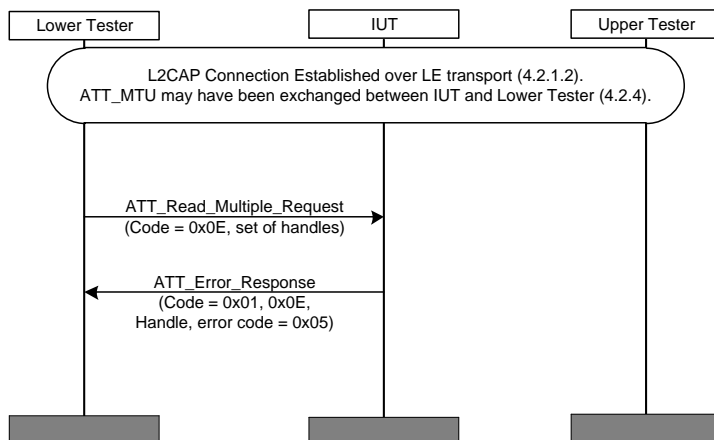 Lower Tester
IUT
Upper Tester
L2CAP Connection Established over LE transport (4.2.1.2).
ATT_MTU may have been exchanged between IUT and Lower Tester (4.2.4).
ATT_Read_Multiple_Request
(Code = 0x0E, set of handles)
ATT_Error_Response
(Code = 0x01, 0x0E,
Handle, error code = 0x05)